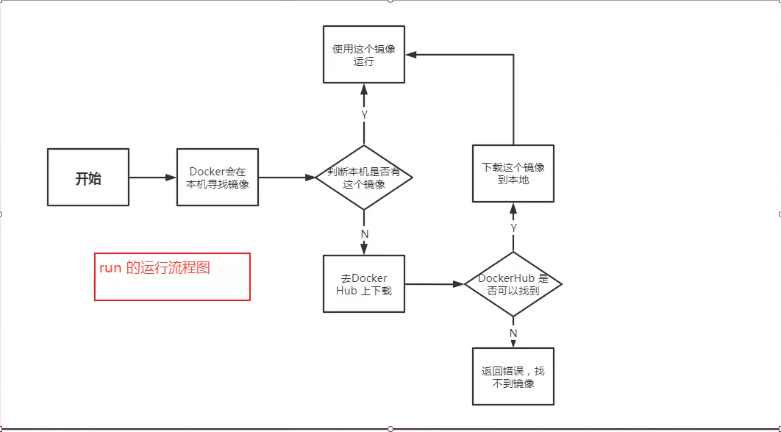 使用这个镜像
运行
Y
开始
Docker会在
本机寻找镜像
判断本机是否有
这个镜像
下载这个镜像
到本地
N
Y
run 的运行流程图
去Docker
Hub 上下载
DockerHub 是
否可以找到
N
返回错误，找
不到镜像